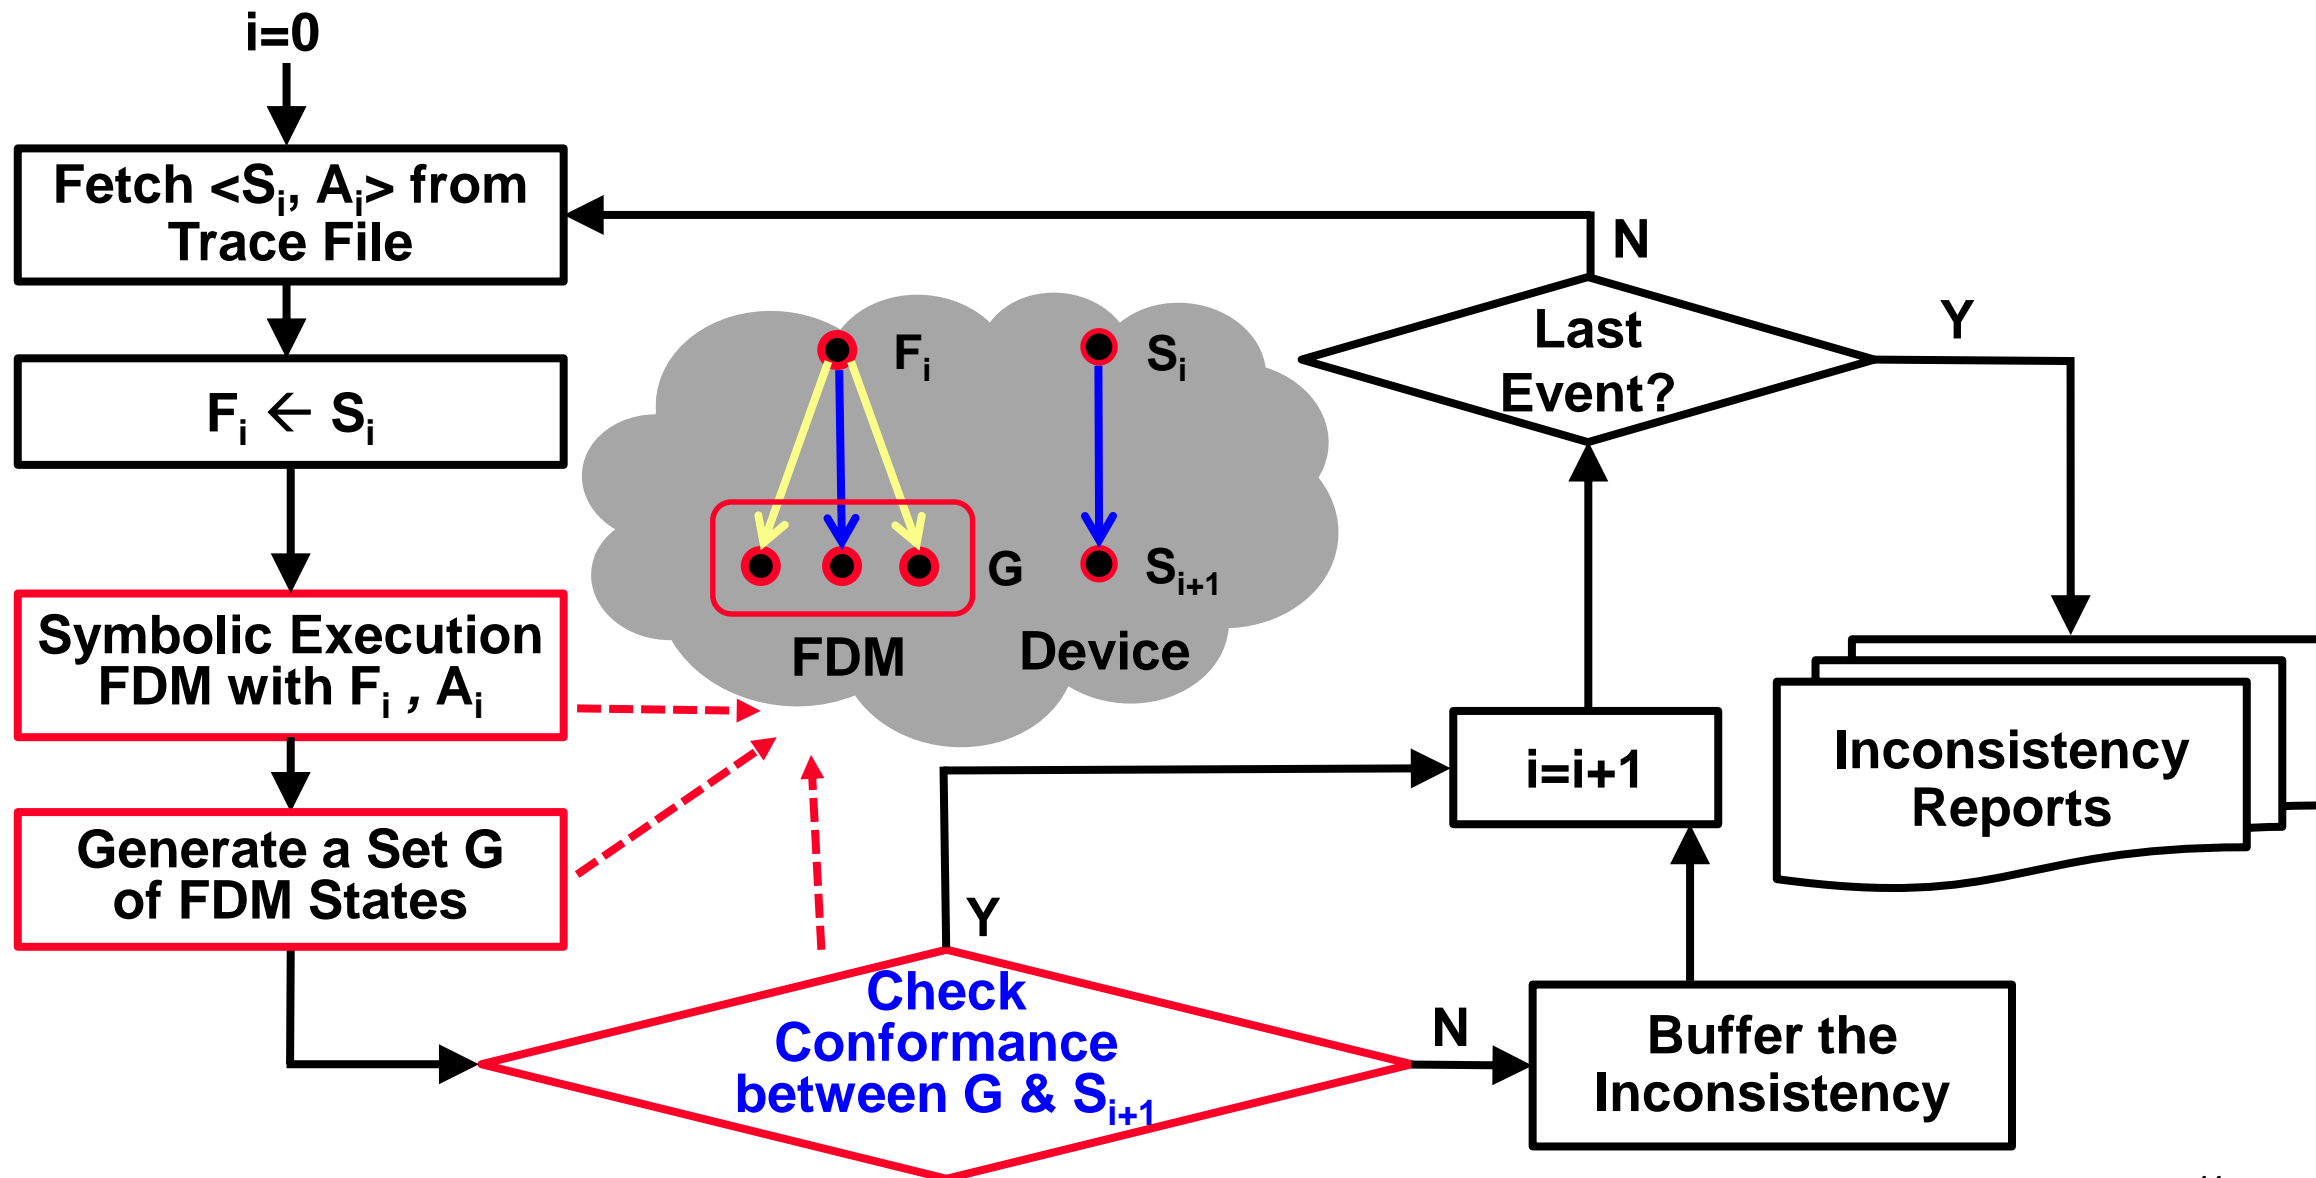 i=0
Fetch <Si, Ai> from
Trace File
Fi ← Si
Symbolic Execution
FDM with Fi , Ai
Generate a Set G
of FDM States
Fi
Si
G
Si+1
FDM
Device
Check
Conformance
between G & Si+1
Y
N
Buffer the
Inconsistency
i=i+1
Last
Event?
N
Y
Inconsistency
Reports